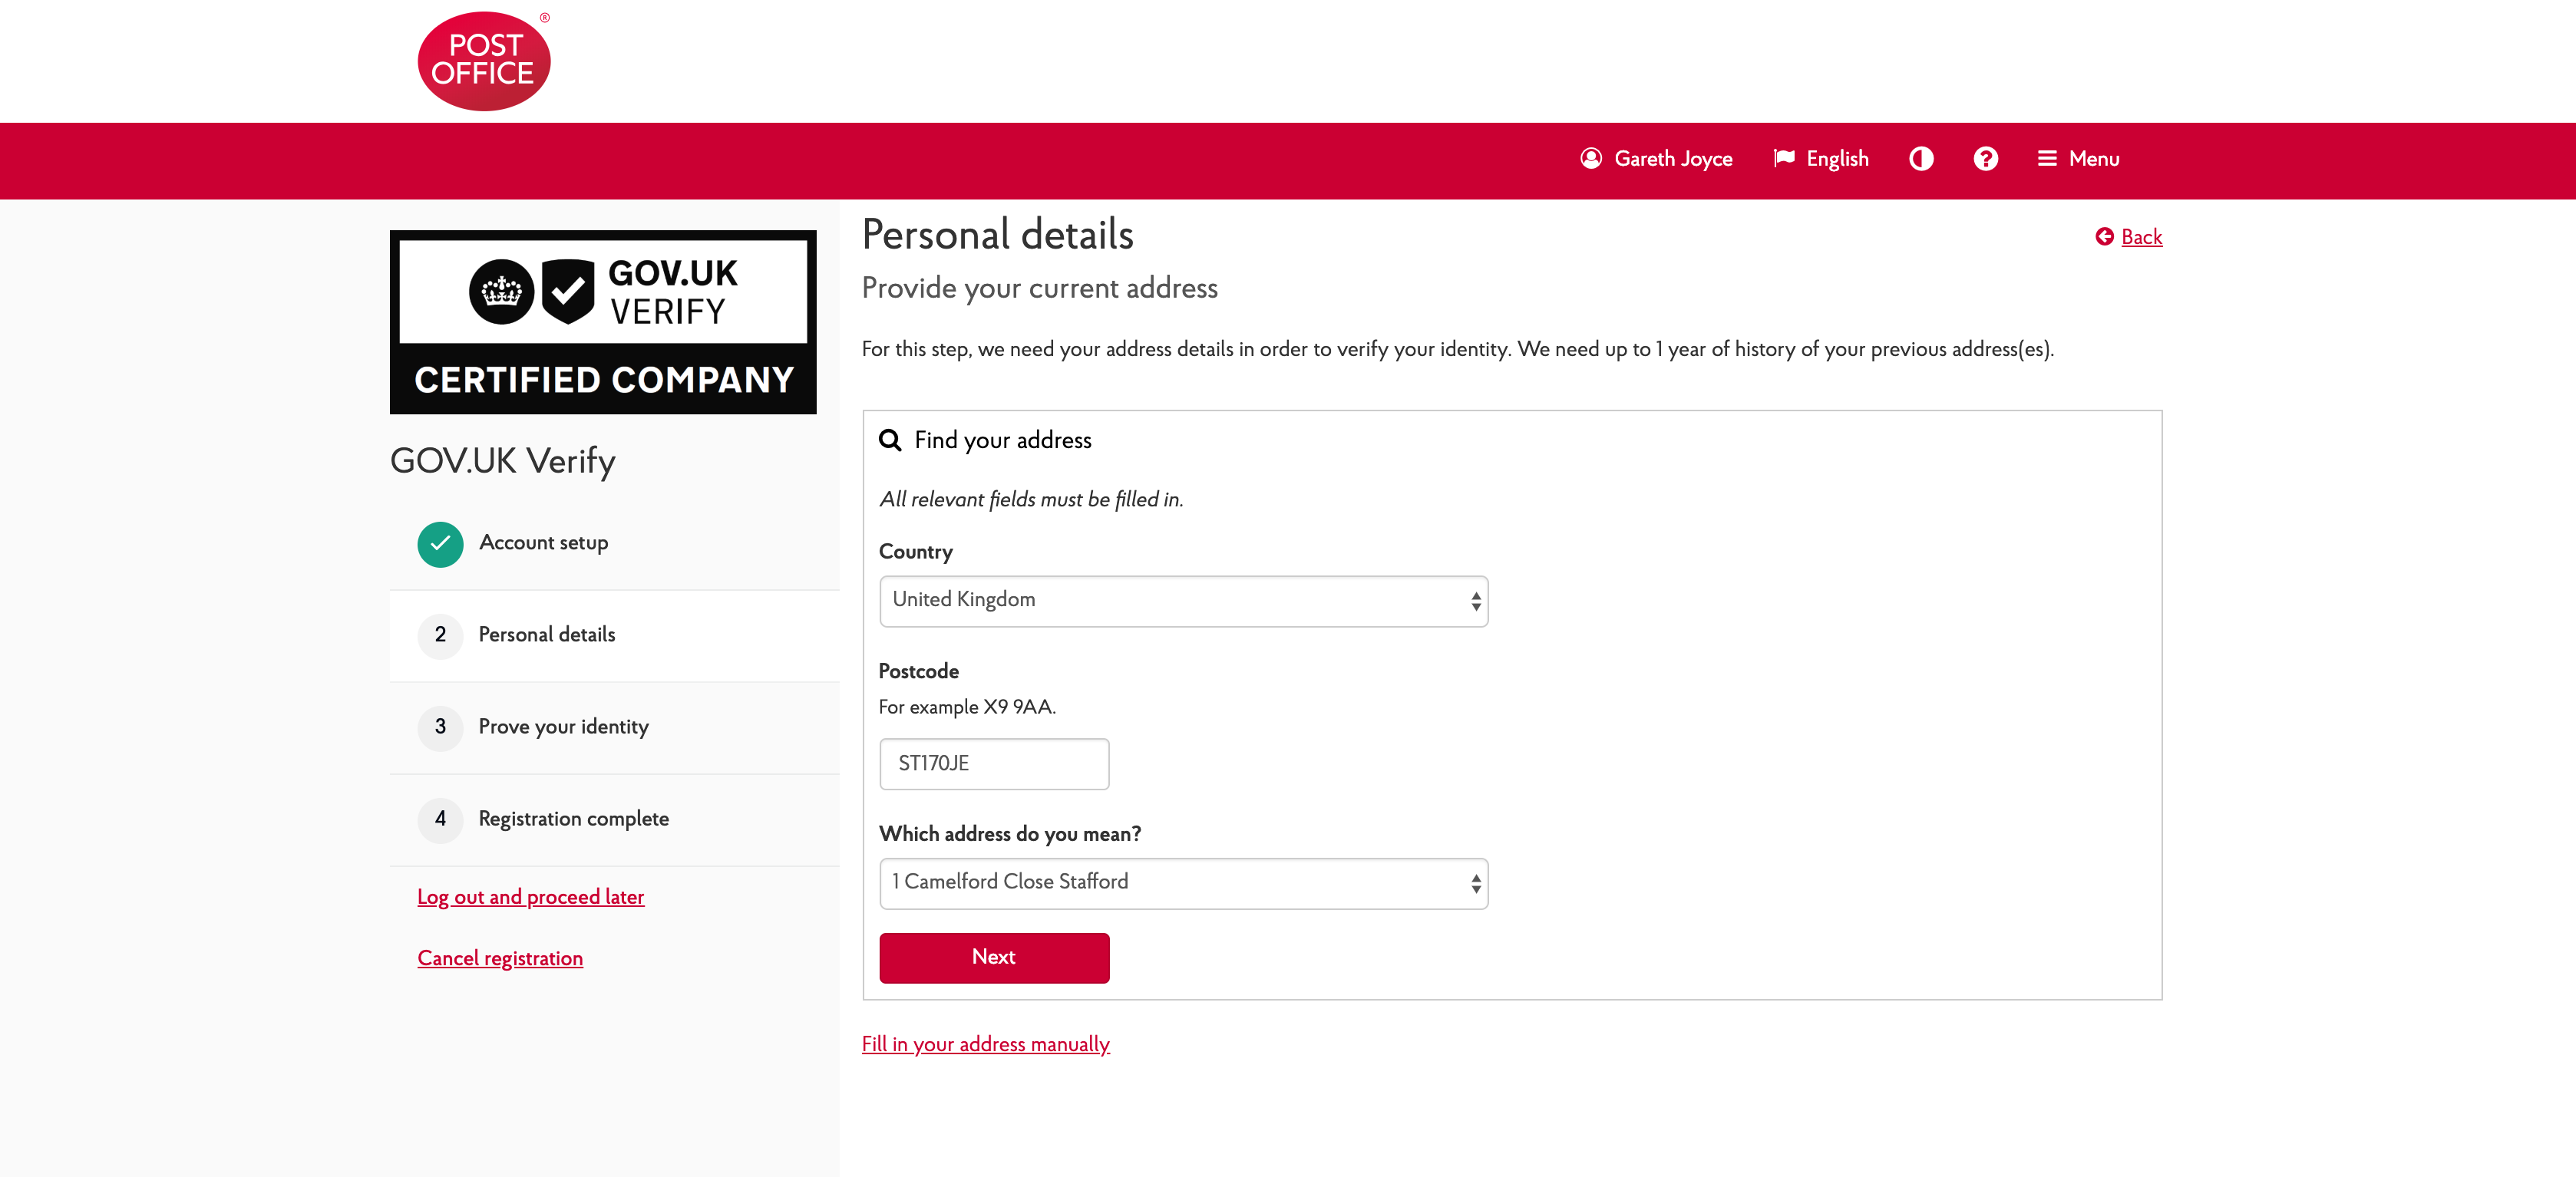 POST
OFFICE
®
Gareth Joyce
English
?
Menu
GOV.UK
VERIFY
CERTIFIED COMPANY
GOV.UK Verify
Account setup
2 Personal details
3 Prove your identity
4 Registration complete
Log out and proceed later
Cancel registration
Personal details
Back
Provide your current address
For this step, we need your address details in order to verify your identity. We need up to 1 year of history of your previous address(es).
Find your address
All relevant fields must be filled in.
Country
United Kingdom
Postcode
For example X9 9AA.
ST170JE
Which address do you mean?
1 Camelford Close Stafford
Next
Fill in your address manually